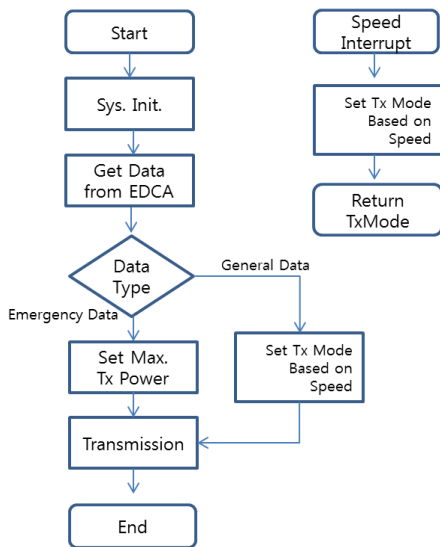 Start
Sys. Init.
Get Data
from EDCA
Data
Type
General Data
Emergency Data
Set Max.
Tx Power
Set Tx Mode
Based on
Speed
Transmission
End
Speed
Interrupt
Set Tx Mode
Based on
Speed
Return
TxMode